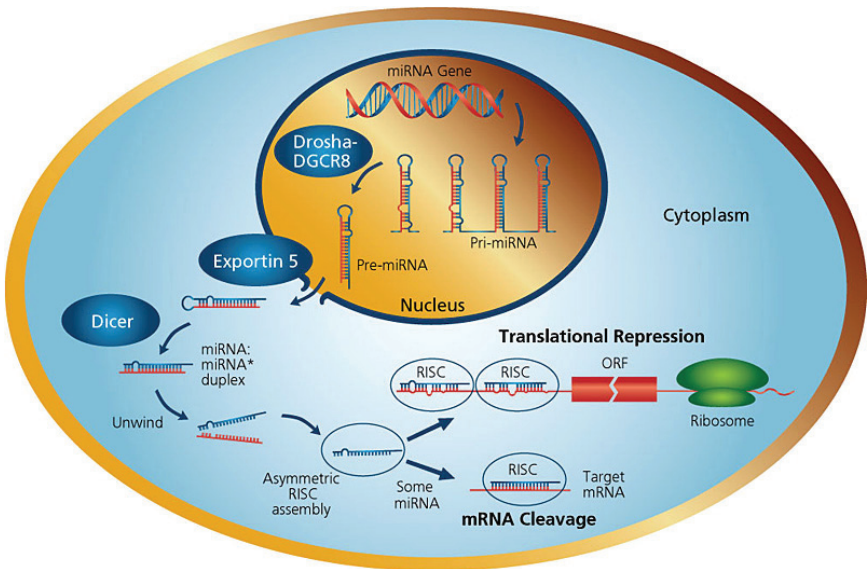 miRNA Gene
Drosha-
DGCR8
Pri-miRNA
Cytoplasm
Exportin 5
Pre-miRNA
Nucleus
Dicer
miRNA:
miRNA*
duplex
Unwind
Asymmetric
RISC
assembly
Translational Repression
RISC
RISC
ORF
Ribosome
Some
miRNA
RISC
Target
mRNA
mRNA Cleavage